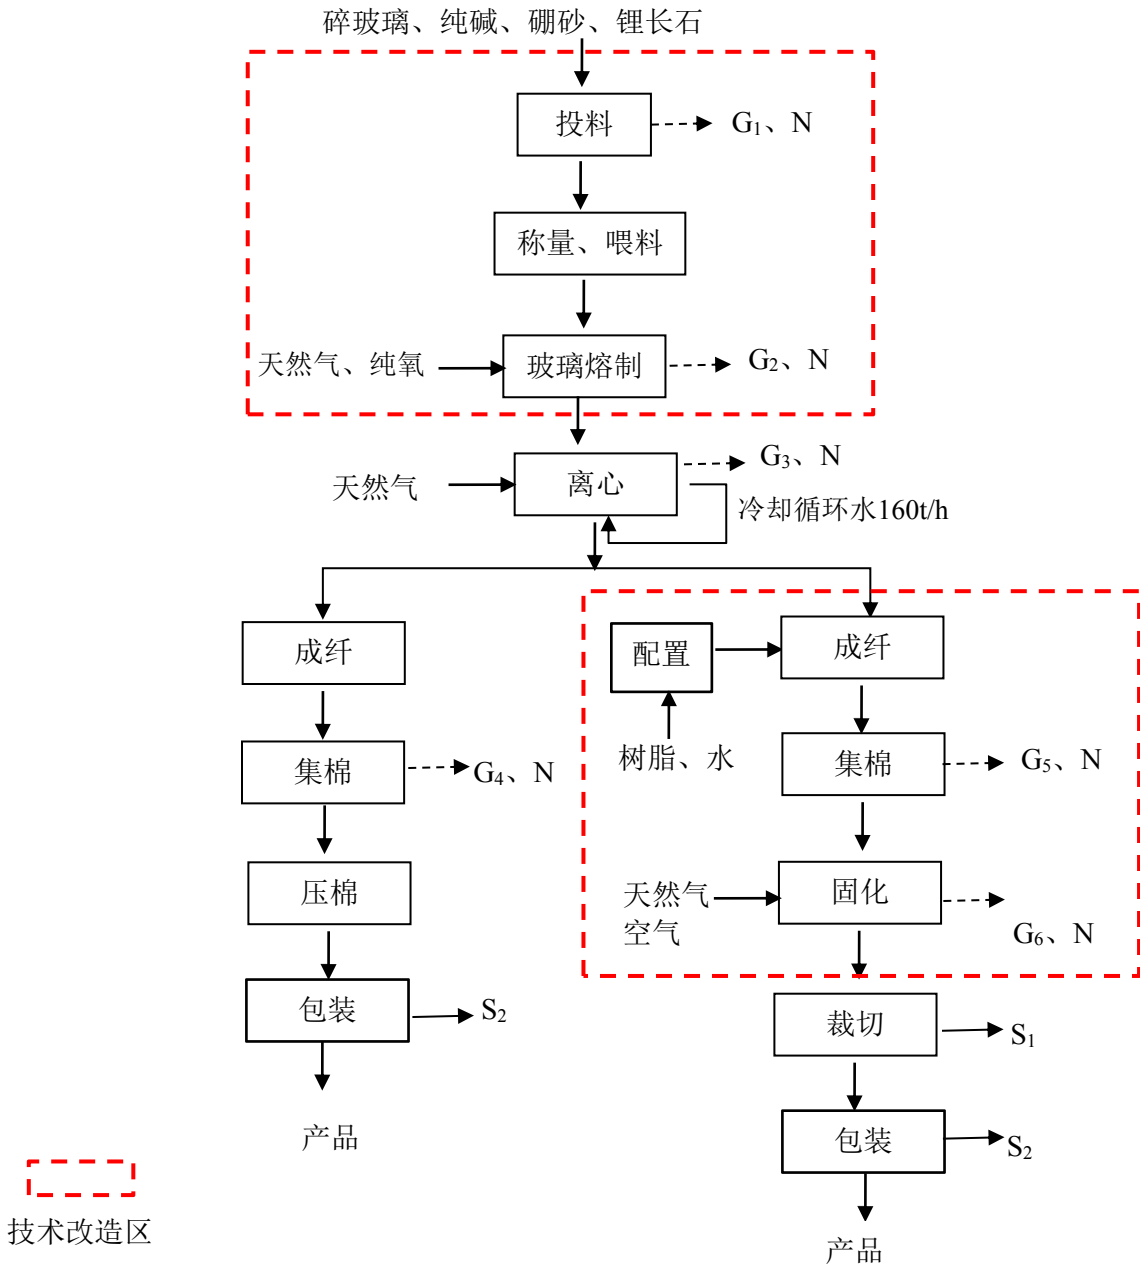 碎玻璃、纯碱、硼砂、锂长石
投料
G₁、N
称量、喂料
天然气、纯氧
玻璃熔制
G₂、N
天然气
离心
G₃、N
冷却循环水160t/h
成纤
集棉
G₄、N
压棉
包装
S₂
产品
配置
成纤
树脂、水
集棉
G₅、N
天然气
空气
固化
G₆、N
裁切
S₁
包装
S₂
产品
技术改造区